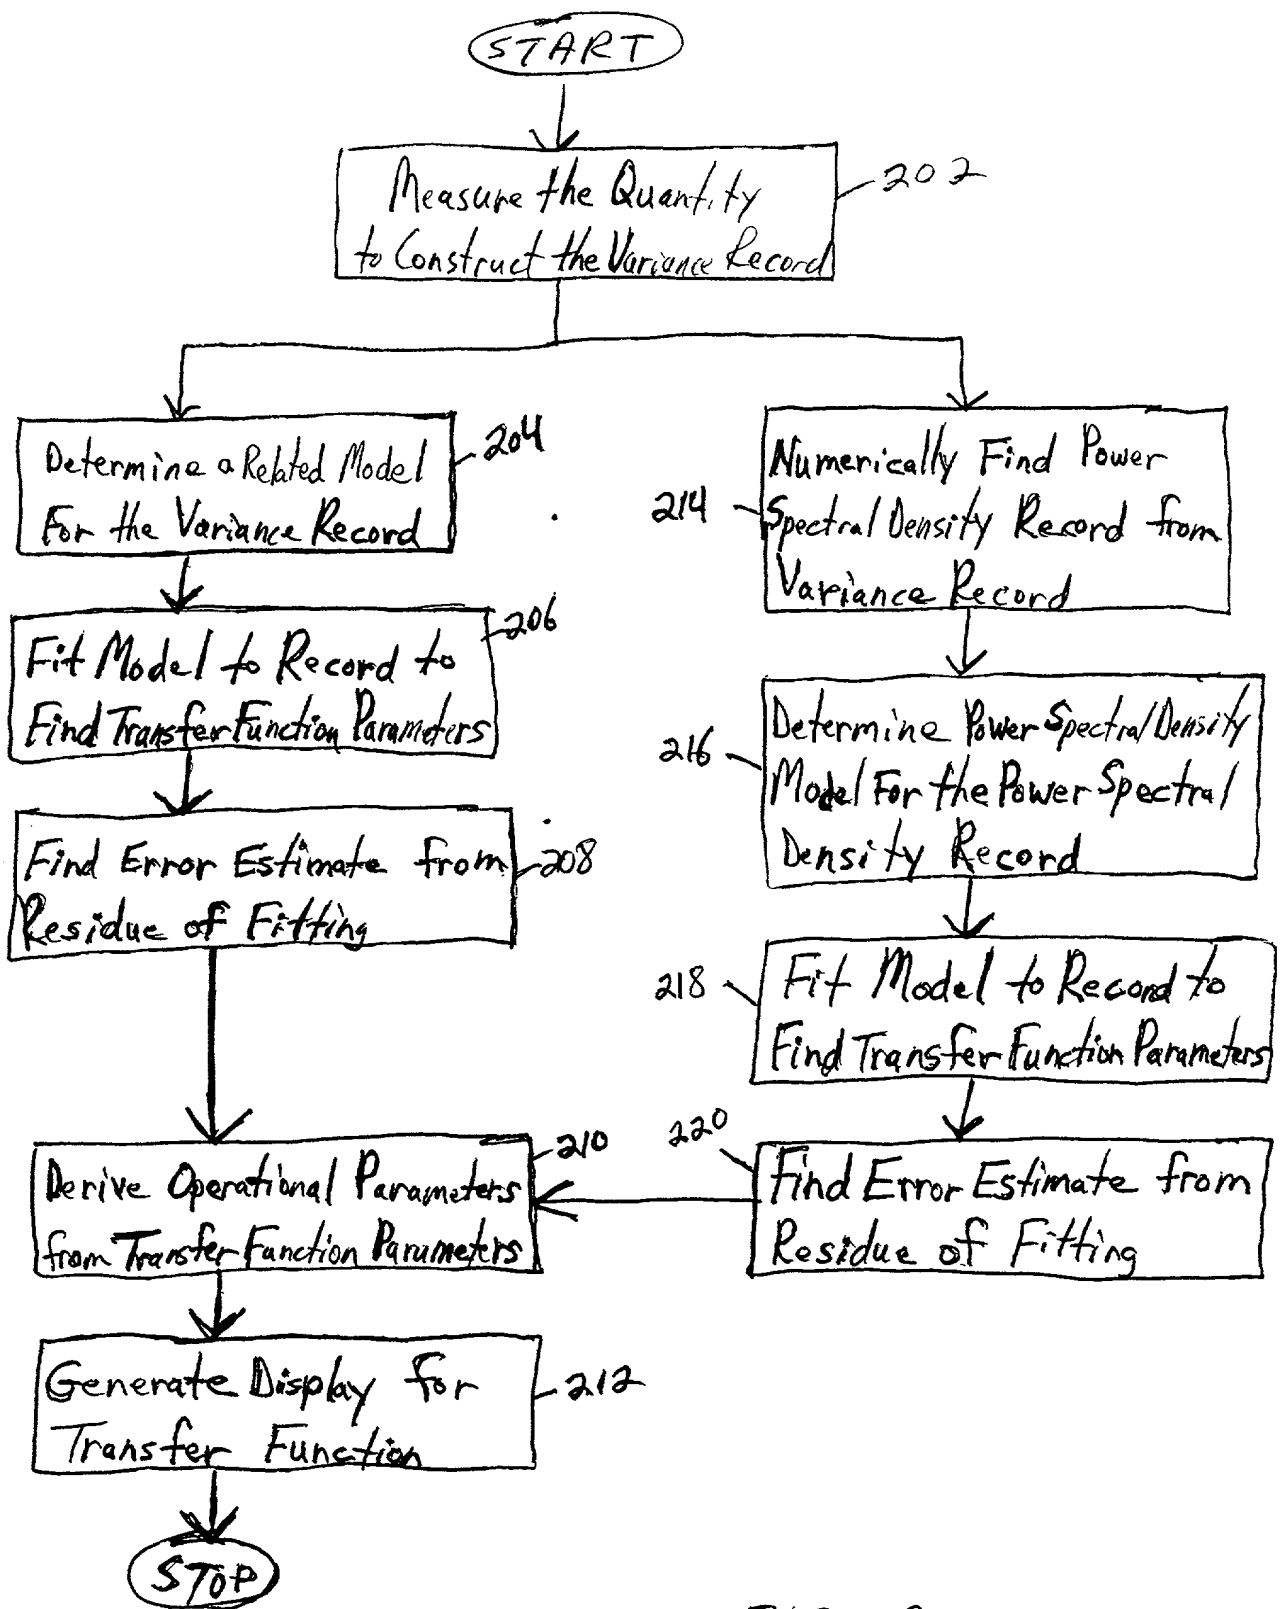 START
Measure the Quantity
to Construct the Variance Record
202
Determine a Related Model
For the Variance Record
204
Fit Model to Record to
Find Transfer Function Parameters
206
Find Error Estimate from
Residue of Fitting
208
Numerically Find Power
Spectral Density Record from
Variance Record
214
Determine Power Spectral Density
Model For the Power Spectral
Density Record
216
Fit Model to Record to
Find Transfer Function Parameters
218
Find Error Estimate from
Residue of Fitting
220
Derive Operational Parameters
from Transfer Function Parameters
210
Generate Display for
Transfer Function
212
STOP